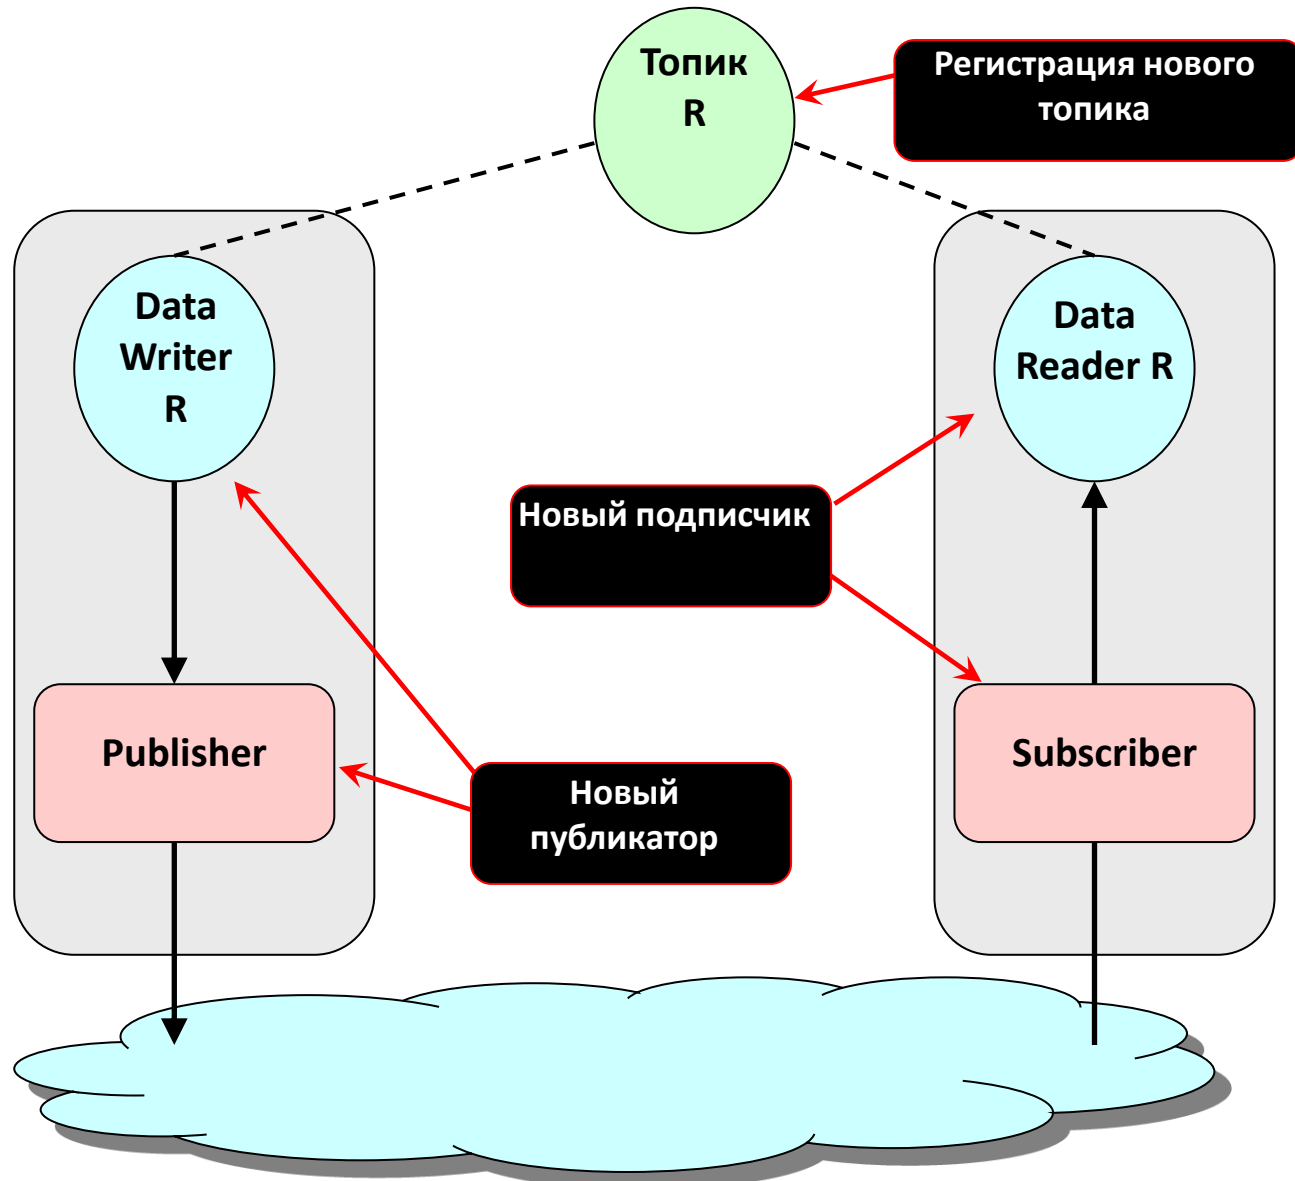 Топик
R
Регистрация нового
топика
Data
Writer
R
Data
Reader R
Новый подписчик
Publisher
Subscriber
Новый
публикатор